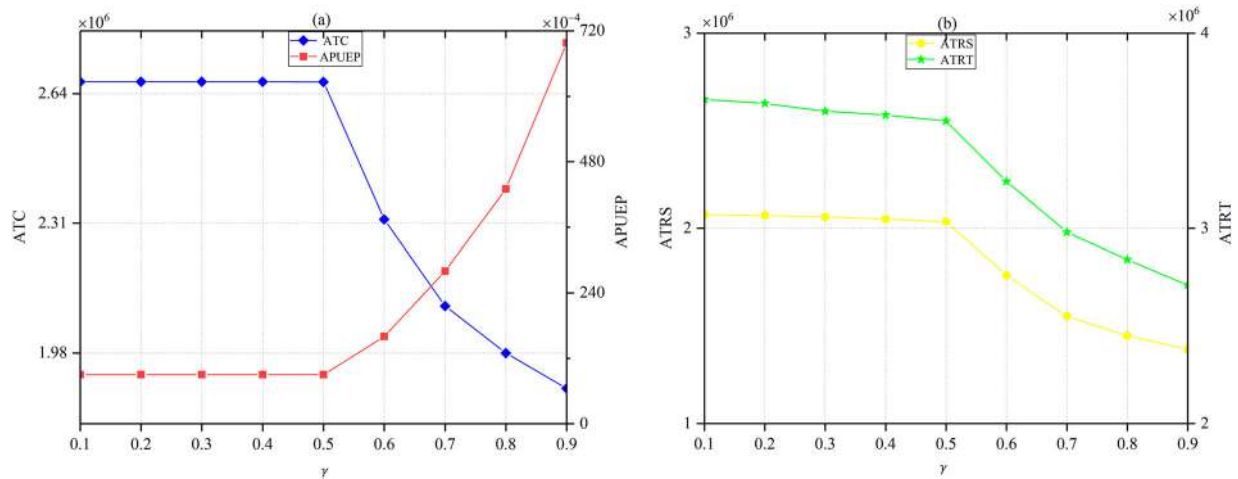 ×10⁶
(a)
×10⁻⁴
ATC
APUEP
2.64
2.31
1.98
ATC
720
480
240
0
APUEP
0.1 0.2 0.3 0.4 0.5 0.6 0.7 0.8 0.9
γ
×10⁶
(b)
×10⁶
ATRS
ATRT
3
2
1
ATRS
4
3
2
ATRT
0.1 0.2 0.3 0.4 0.5 0.6 0.7 0.8 0.9
γ